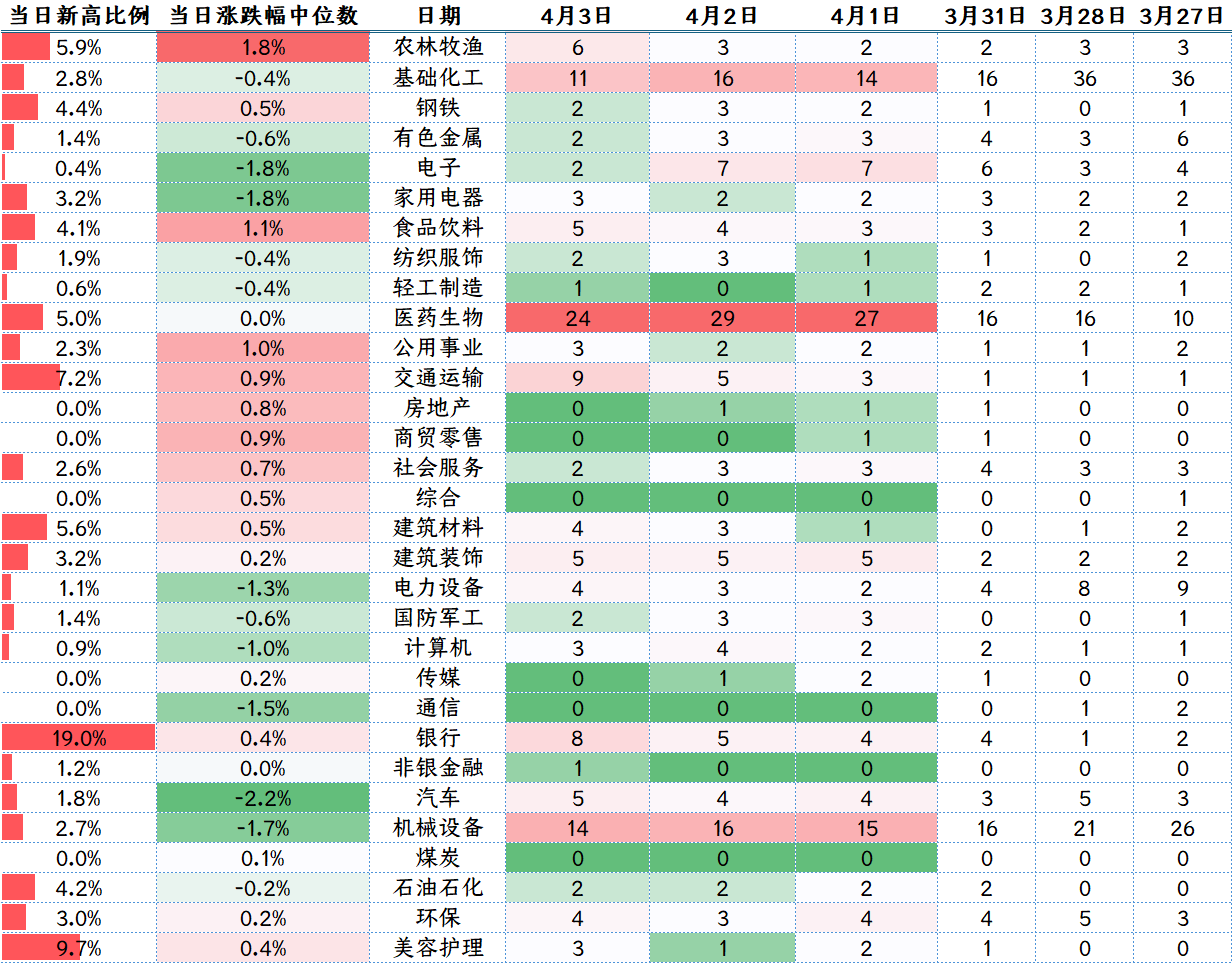 当日新高比例 当日涨跌幅中位数 日期 4月3日 4月2日 4月1日 3月31日 3月28日 3月27日
5.9% 1.8% 农林牧渔 6 3 2 2 3 3
2.8% -0.4% 基础化工 11 16 14 16 36 36
4.4% 0.5% 钢铁 2 3 2 1 0 1
1.4% -0.6% 有色金属 2 3 3 4 3 6
0.4% -1.8% 电子 2 7 7 6 3 4
3.2% -1.8% 家用电器 3 2 2 3 2 2
4.1% 1.1% 食品饮料 5 4 3 3 2 1
1.9% -0.4% 纺织服饰 2 3 1 1 0 2
0.6% -0.4% 轻工制造 1 0 1 2 2 1
5.0% 0.0% 医药生物 24 29 27 16 16 10
2.3% 1.0% 公用事业 3 2 2 1 1 2
7.2% 0.9% 交通运输 9 5 3 1 1 1
0.0% 0.8% 房地产 0 1 1 1 0 0
0.0% 0.9% 商贸零售 0 0 1 1 0 0
2.6% 0.7% 社会服务 2 3 3 4 3 3
0.0% 0.5% 综合 0 0 0 0 0 1
5.6% 0.5% 建筑材料 4 3 1 0 1 2
3.2% 0.2% 建筑装饰 5 5 5 2 2 2
1.1% -1.3% 电力设备 4 3 2 4 8 9
1.4% -0.6% 国防军工 2 3 3 0 0 1
0.9% -1.0% 计算机 3 4 2 2 1 1
0.0% 0.2% 传媒 0 1 2 1 0 0
0.0% -1.5% 通信 0 0 0 0 1 2
19.0% 0.4% 银行 8 5 4 4 1 2
1.2% 0.0% 非银金融 1 0 0 0 0 0
1.8% -2.2% 汽车 5 4 4 3 5 3
2.7% -1.7% 机械设备 14 16 15 16 21 26
0.0% 0.1% 煤炭 0 0 0 0 0 0
4.2% -0.2% 石油石化 2 2 2 2 0 0
3.0% 0.2% 环保 4 3 4 4 5 3
9.7% 0.4% 美容护理 3 1 2 1 0 0